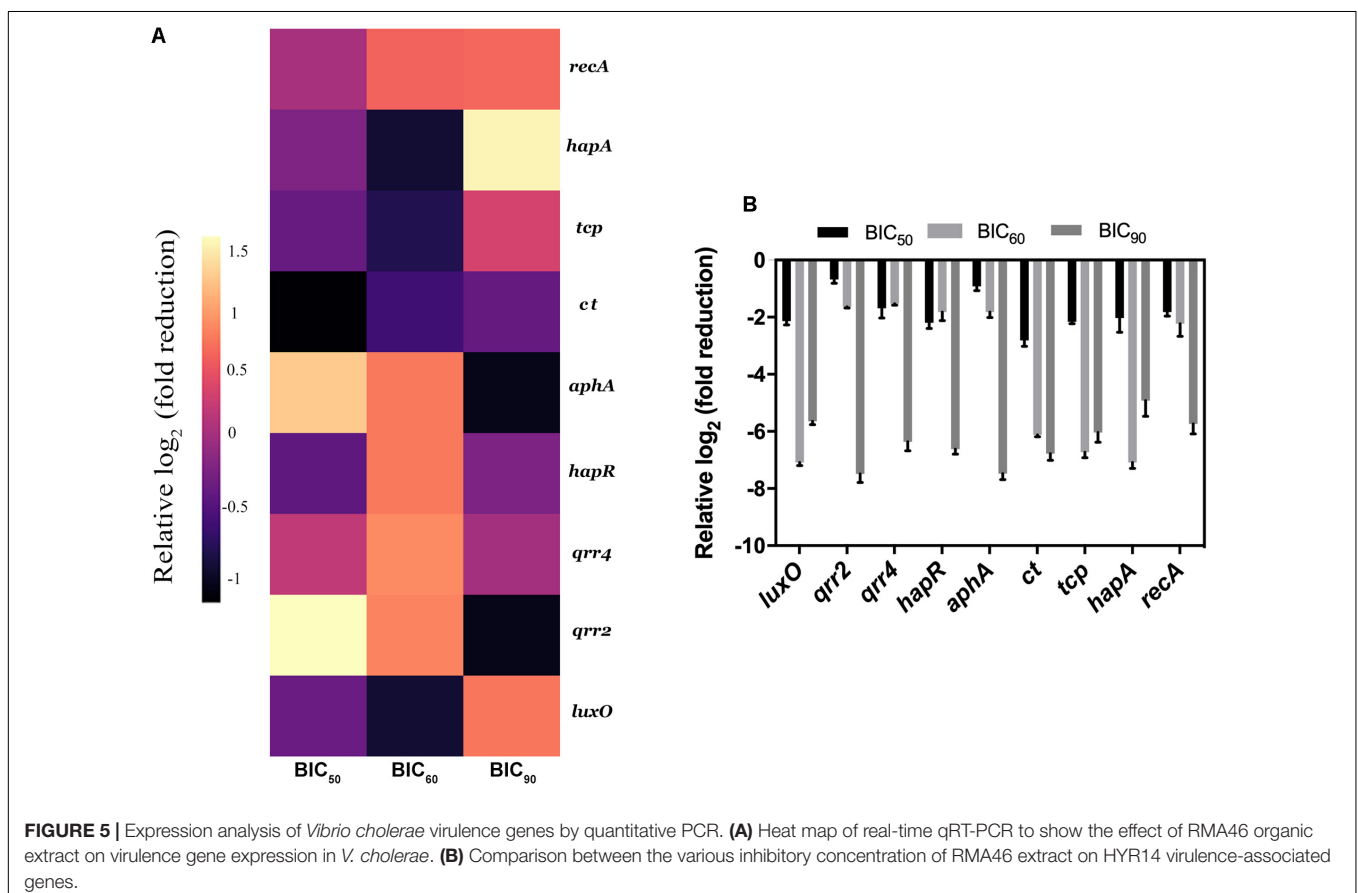 A
recA
hapA
tcp
ct
aphA
hapR
qrr4
qrr2
luxO
Relative log₂ (fold reduction)
1.5
1
0.5
0
-0.5
-1
BIC₅₀ BIC₆₀ BIC₉₀
B
BIC₅₀ BIC₆₀ BIC₉₀
Relative log₂ (fold reduction)
0
-2
-4
-6
-8
-10
luxO qrr2 qrr4 hapR aphA ct tcp hapA recA
FIGURE 5 | Expression analysis of Vibrio cholerae virulence genes by quantitative PCR. (A) Heat map of real-time qRT-PCR to show the effect of RMA46 organic
extract on virulence gene expression in V. cholerae. (B) Comparison between the various inhibitory concentration of RMA46 extract on HYR14 virulence-associated
genes.